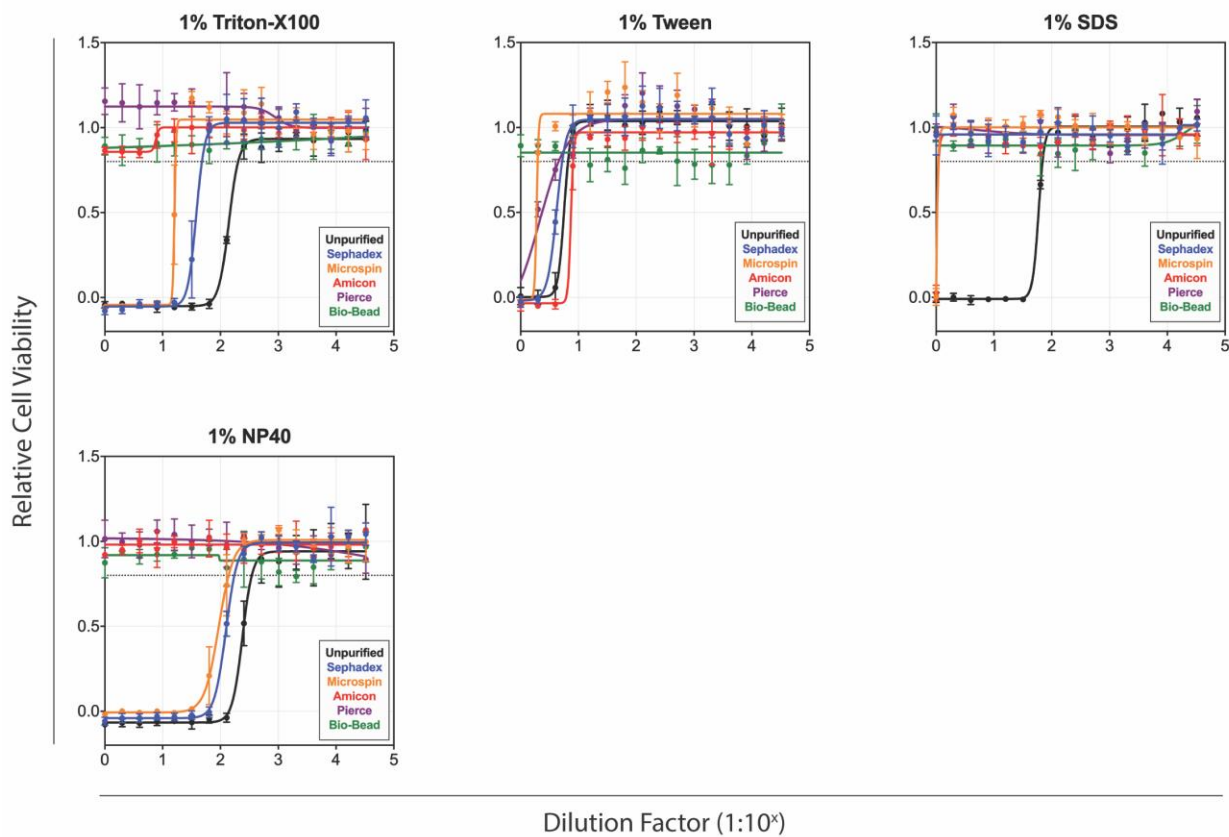 1% Triton-X100
1.5
1.0
0.5
0.0
0 1 2 3 4 5
Unpurified
Sephadex
Microspin
Amicon
Pierce
Bio-Bead
1% Tween
1.5
1.0
0.5
0.0
0 1 2 3 4 5
Unpurified
Sephadex
Microspin
Amicon
Pierce
Bio-Bead
1% SDS
1.5
1.0
0.5
0.0
0 1 2 3 4 5
Unpurified
Sephadex
Microspin
Amicon
Pierce
Bio-Bead
1% NP40
1.5
1.0
0.5
0.0
0 1 2 3 4 5
Unpurified
Sephadex
Microspin
Amicon
Pierce
Bio-Bead
Relative Cell Viability
Dilution Factor (1:10ˣ)